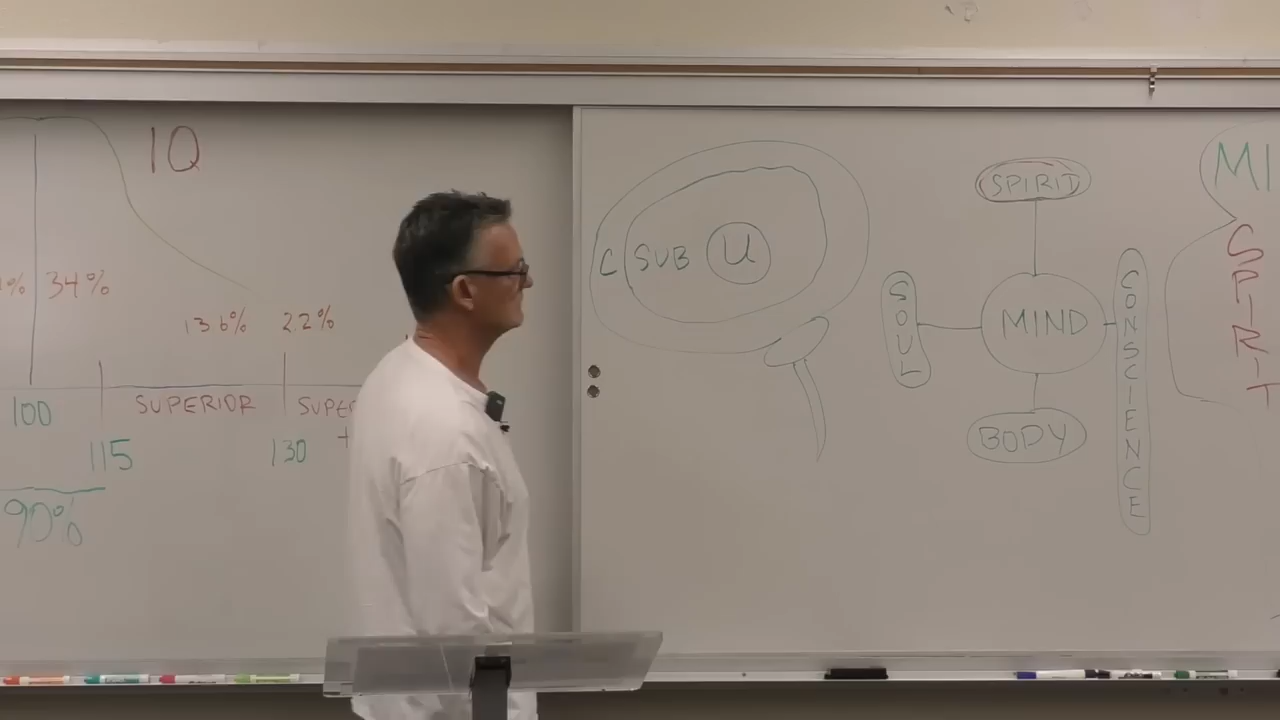 IQ
34%
13.6%
2.2%
100
SUPERIOR
115
130
+
90%
C SUB U
SPIRIT
SOUL
MIND
CONSCIENCE
BODY
MI
SPIRIT